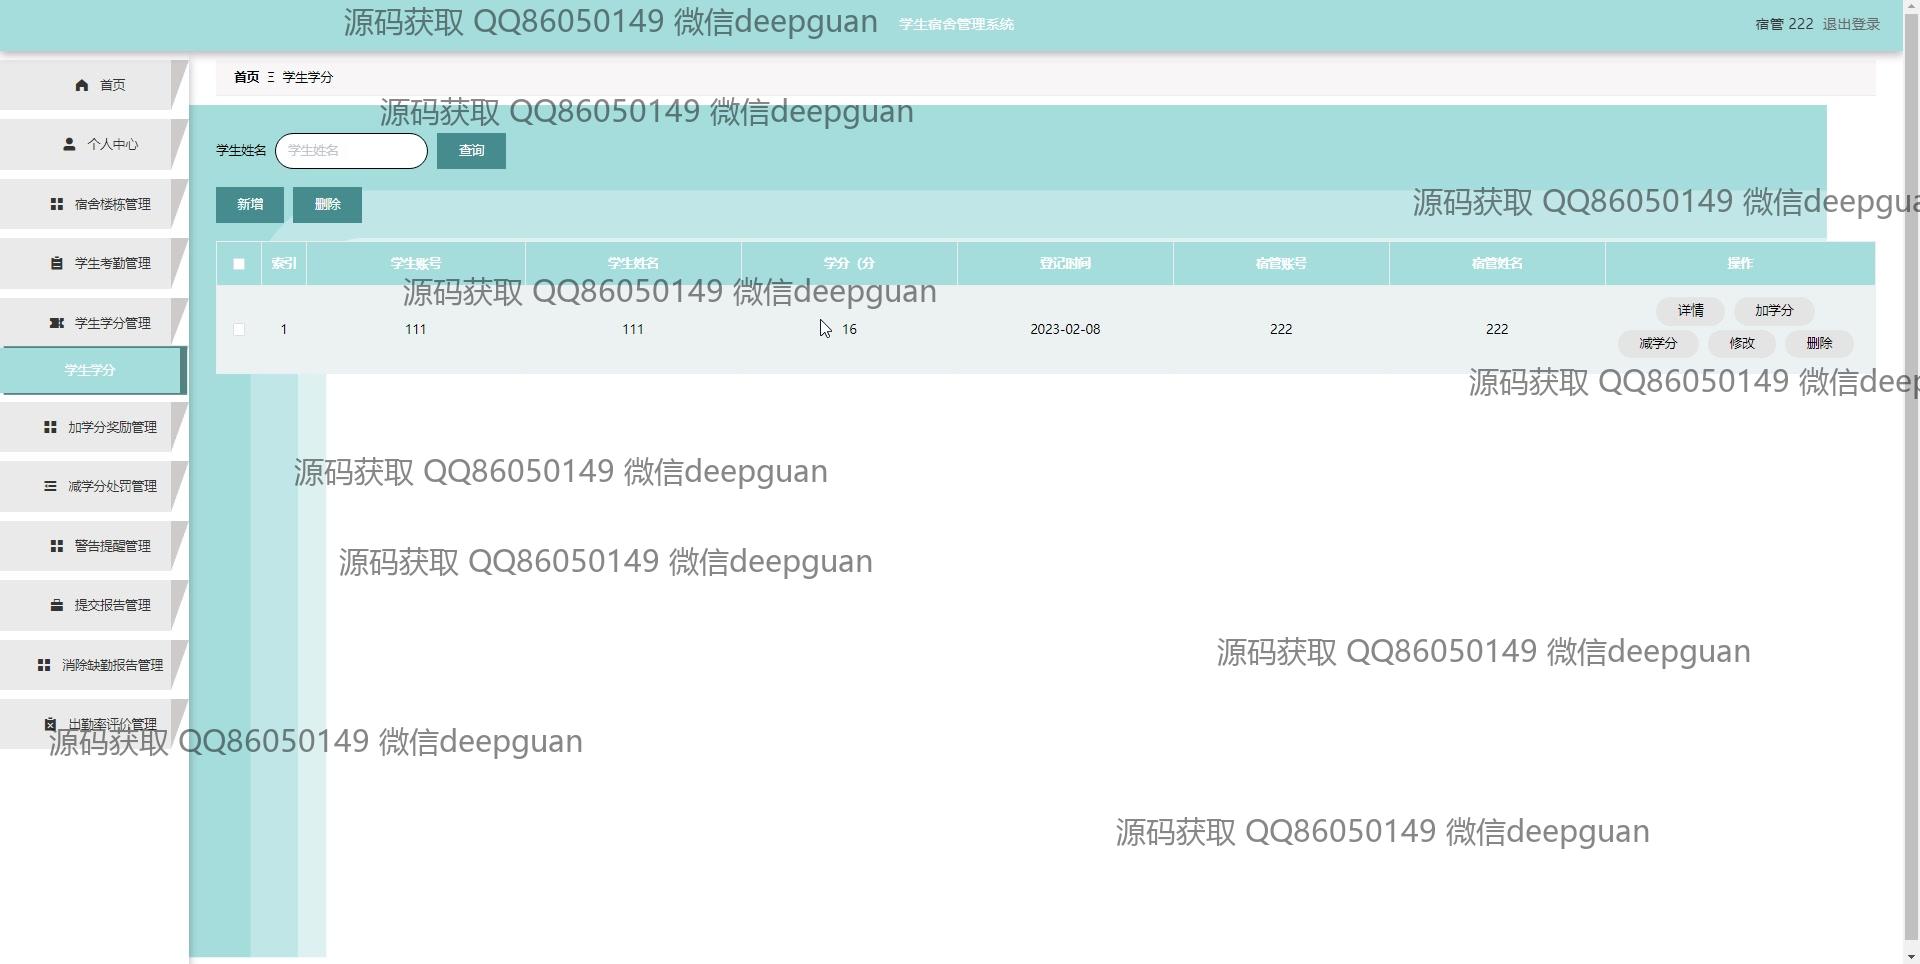 源码获取 QQ86050149 微信deepguan
学生宿舍管理系统
宿管 222 退出登录
首页
个人中心
宿舍楼栋管理
学生考勤管理
学生学分管理
学生学分
加学分奖励管理
减学分处罚管理
警告提醒管理
提交报告管理
消除缺勤报告管理
出勤率评价管理
首页 Ξ 学生学分
源码获取 QQ86050149 微信deepguan
学生姓名 学生姓名 查询
源码获取 QQ86050149 微信deepgua
新增 删除
索引 学生账号 学生姓名 学分（分 登记时间 宿管账号 宿管姓名 操作
源码获取 QQ86050149 微信deepguan
1 111 111 16 2023-02-08 222 222
详情 加学分
减学分 修改 删除
源码获取 QQ86050149 微信deep
源码获取 QQ86050149 微信deepguan
源码获取 QQ86050149 微信deepguan
源码获取 QQ86050149 微信deepguan
源码获取 QQ86050149 微信deepguan
源码获取 QQ86050149 微信deepguan